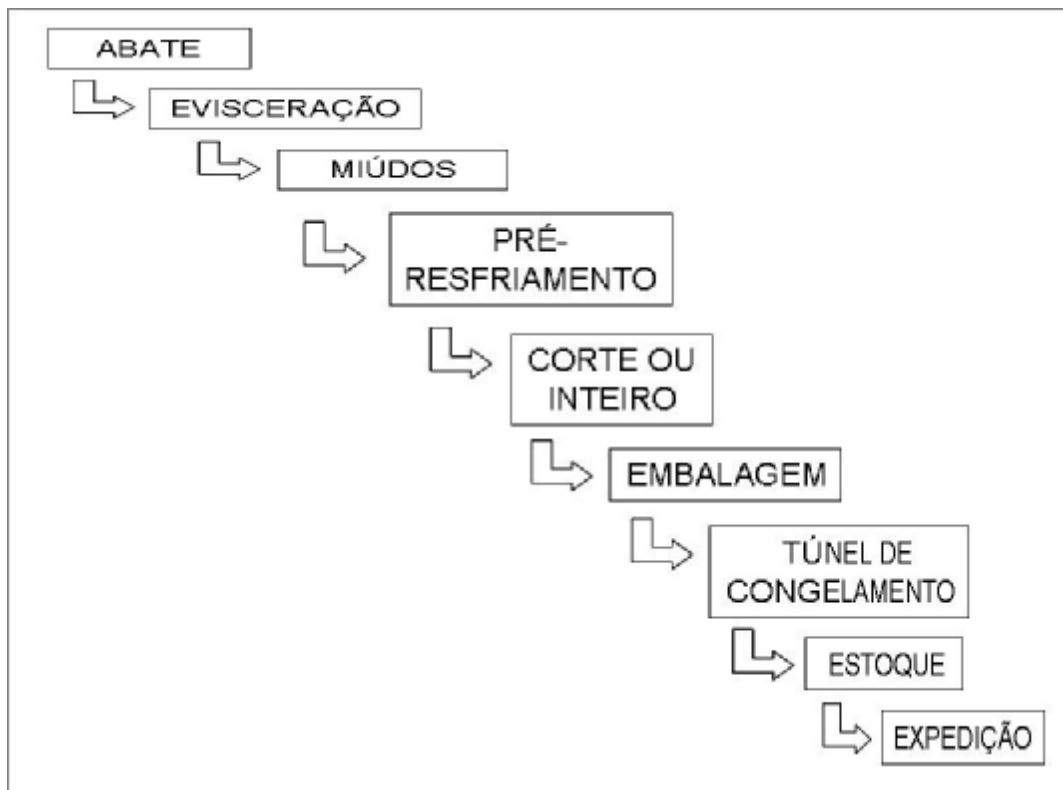 ABATE
EVISCERAÇÃO
MIÚDOS
PRÉ-
RESFRIAMENTO
CORTE OU
INTEIRO
EMBALAGEM
TÚNEL DE
CONGELAMENTO
ESTOQUE
EXPEDIÇÃO